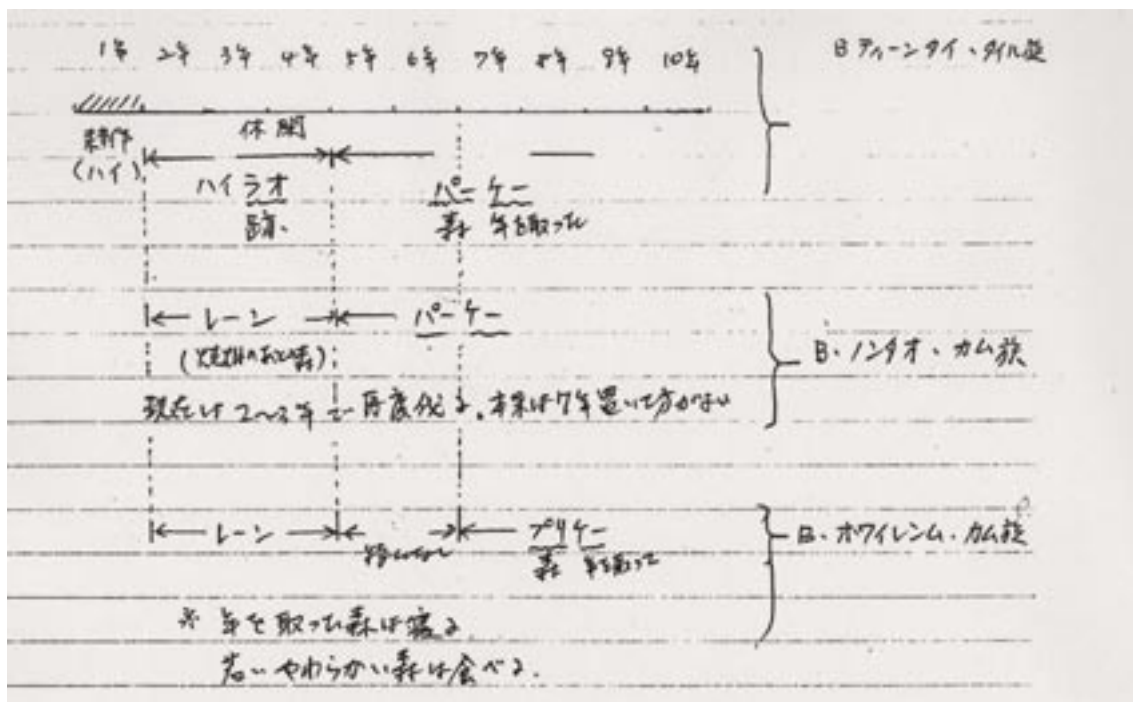 1年 2年 3年 4年 5年 6年 7年 8年 9年 10年
B ティーンタイ・タイル族
耕作 休閑
(ハイ)
ハイラオ パーケー
森 年を取った
レーン パーケー
B・ノンタオ・カム族
現在は2〜3年で再度伐る。本来は7年置いた方がよい
レーン プリケー
B・ホワイレンム・カム族
森 年を取って
※ 年を取った森は寝る
若いやわらかい森は食べる.